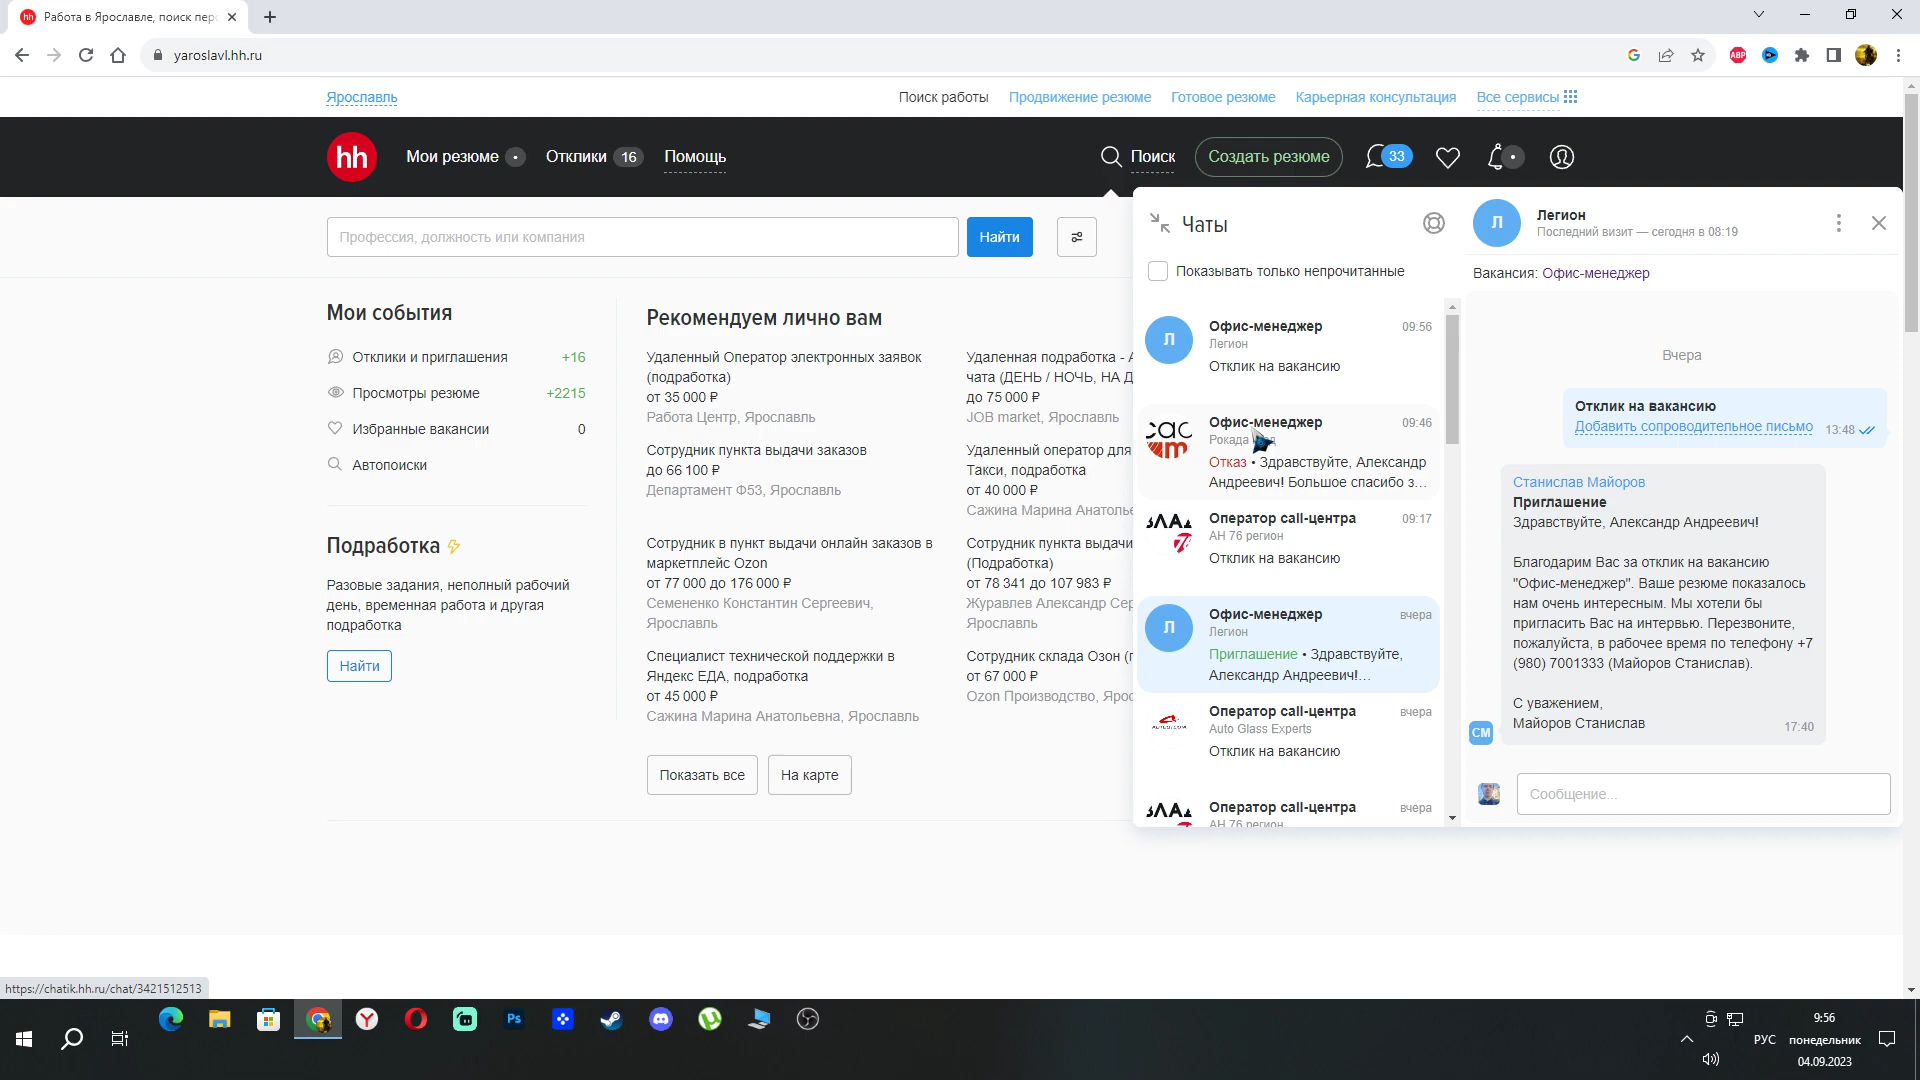 Работа в Ярославле, поиск перс
yaroslavl.hh.ru
ABP
Ярославль
Поиск работы
Продвижение резюме
Готовое резюме
Карьерная консультация
Все сервисы
hh
Мои резюме
Отклики 16
Помощь
Поиск
Создать резюме
33
Профессия, должность или компания
Найти
Мои события
Отклики и приглашения +16
Просмотры резюме +2215
Избранные вакансии 0
Автопоиски
Подработка
Разовые задания, неполный рабочий
день, временная работа и другая
подработка
Найти
Рекомендуем лично вам
Удаленный Оператор электронных заявок
(подработка)
от 35 000 ₽
Работа Центр, Ярославль
Сотрудник пункта выдачи заказов
до 66 100 ₽
Департамент Ф53, Ярославль
Сотрудник в пункт выдачи онлайн заказов в
маркетплейс Ozon
от 77 000 до 176 000 ₽
Семененко Константин Сергеевич,
Ярославль
Специалист технической поддержки в
Яндекс ЕДА, подработка
от 45 000 ₽
Сажина Марина Анатольевна, Ярославль
Удаленная подработка - А
чата (ДЕНЬ / НОЧЬ, НА Д
до 75 000 ₽
JOB market, Ярославль
Удаленный оператор для
Такси, подработка
от 40 000 ₽
Сажина Марина Анатолье
Сотрудник пункта выдачи
(Подработка)
от 78 341 до 107 983 ₽
Журавлев Александр Сер
Ярославль
Сотрудник склада Озон (г
от 67 000 ₽
Ozon Производство, Ярос
Показать все
На карте
Чаты
Показывать только непрочитанные
Л
Офис-менеджер 09:56
Легион
Отклик на вакансию
Офис-менеджер 09:46
Рокада
Отказ • Здравствуйте, Александр
Андреевич! Большое спасибо з...
Оператор call-центра 09:17
АН 76 регион
Отклик на вакансию
Л
Офис-менеджер вчера
Легион
Приглашение • Здравствуйте,
Александр Андреевич!...
Оператор call-центра вчера
Auto Glass Experts
Отклик на вакансию
Оператор call-центра вчера
АН 76 регион
Л
Легион
Последний визит — сегодня в 08:19
Вакансия: Офис-менеджер
Вчера
Отклик на вакансию
Добавить сопроводительное письмо 13:48
Станислав Майоров
Приглашение
Здравствуйте, Александр Андреевич!
Благодарим Вас за отклик на вакансию
"Офис-менеджер". Ваше резюме показалось
нам очень интересным. Мы хотели бы
пригласить Вас на интервью. Перезвоните,
пожалуйста, в рабочее время по телефону +7
(980) 7001333 (Майоров Станислав).
С уважением,
Майоров Станислав 17:40
СМ
Сообщение...
https://chatik.hh.ru/chat/3421512513
Ps
РУС
9:56
понедельник
04.09.2023